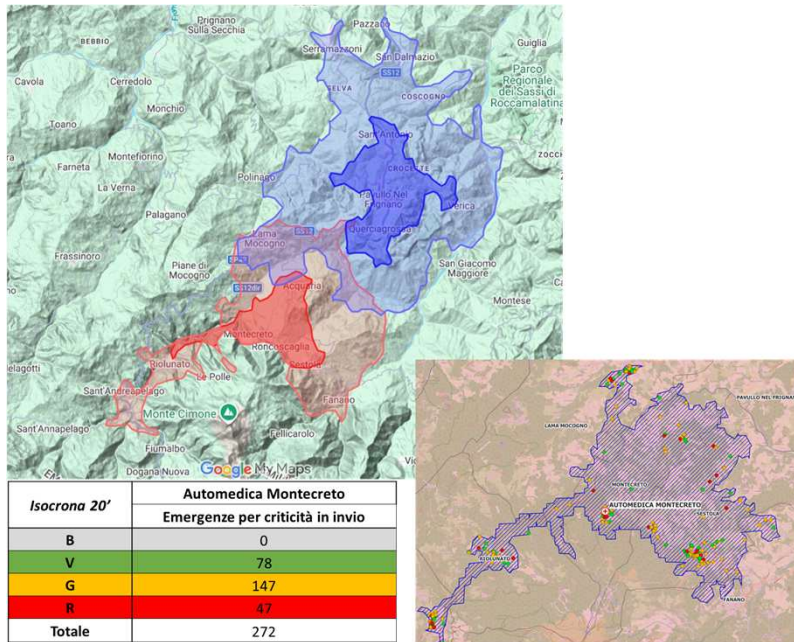 Prignano
Sulla Secchia
Pazzano
BEBBIO
Serramazzoni
Guiglia
San Dalmazio
Cerredolo
SS12
Cavola
SELVA
Parco
Regionale
dei Sassi di
Roccamalatina
COSCOGNO
Monchio
Toano
Sant'Antonio
Montefiorino
CROCETTE
Farneta
Polinago
La Verna
Pavullo Nel
Frignano
Verica
Palagano
Querciagrossa
Lama
Mocogno
Frassinoro
Piane di
Mocogno
San Giacomo
Maggiore
SS12dir
Acquaria
Montese
Montecreto
Roncoscaglia
Riolunato
Sestola
Le Polle
Sant'Andreapelago
Fanano
Monte Cimone
Sant'Annapelago
Fellicarolo
Fiumalbo
Dogana Nuova
Google My Maps
Isocrona 20’
Automedica Montecreto
Emergenze per criticità in invio
B 0
V 78
G 147
R 47
Totale 272
PAVULLO NEL FRIGNA
LAMA MOCOGNO
MONTECRETO
AUTOMEDICA MONTECRETO
SESTOLA
RIOLUNATO
FANANO